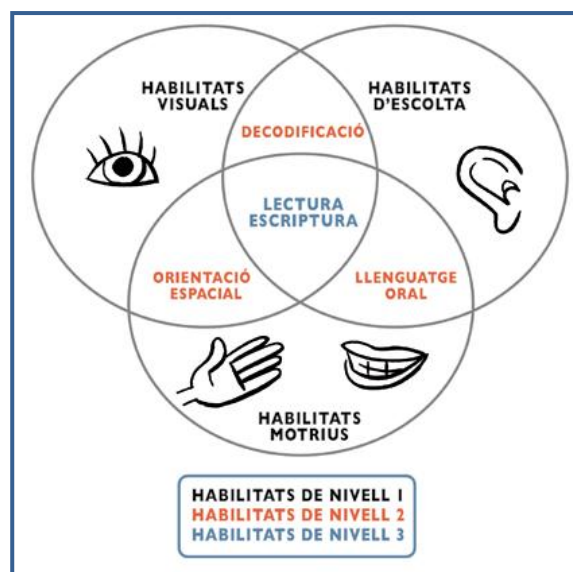 HABILITATS
VISUALS
HABILITATS
D'ESCOLTA
DECODIFICACIÓ
LECTURA
ESCRIPTURA
ORIENTACIÓ
ESPACIAL
LLENGUATGE
ORAL
HABILITATS
MOTRIUS
HABILITATS DE NIVELL I
HABILITATS DE NIVELL 2
HABILITATS DE NIVELL 3